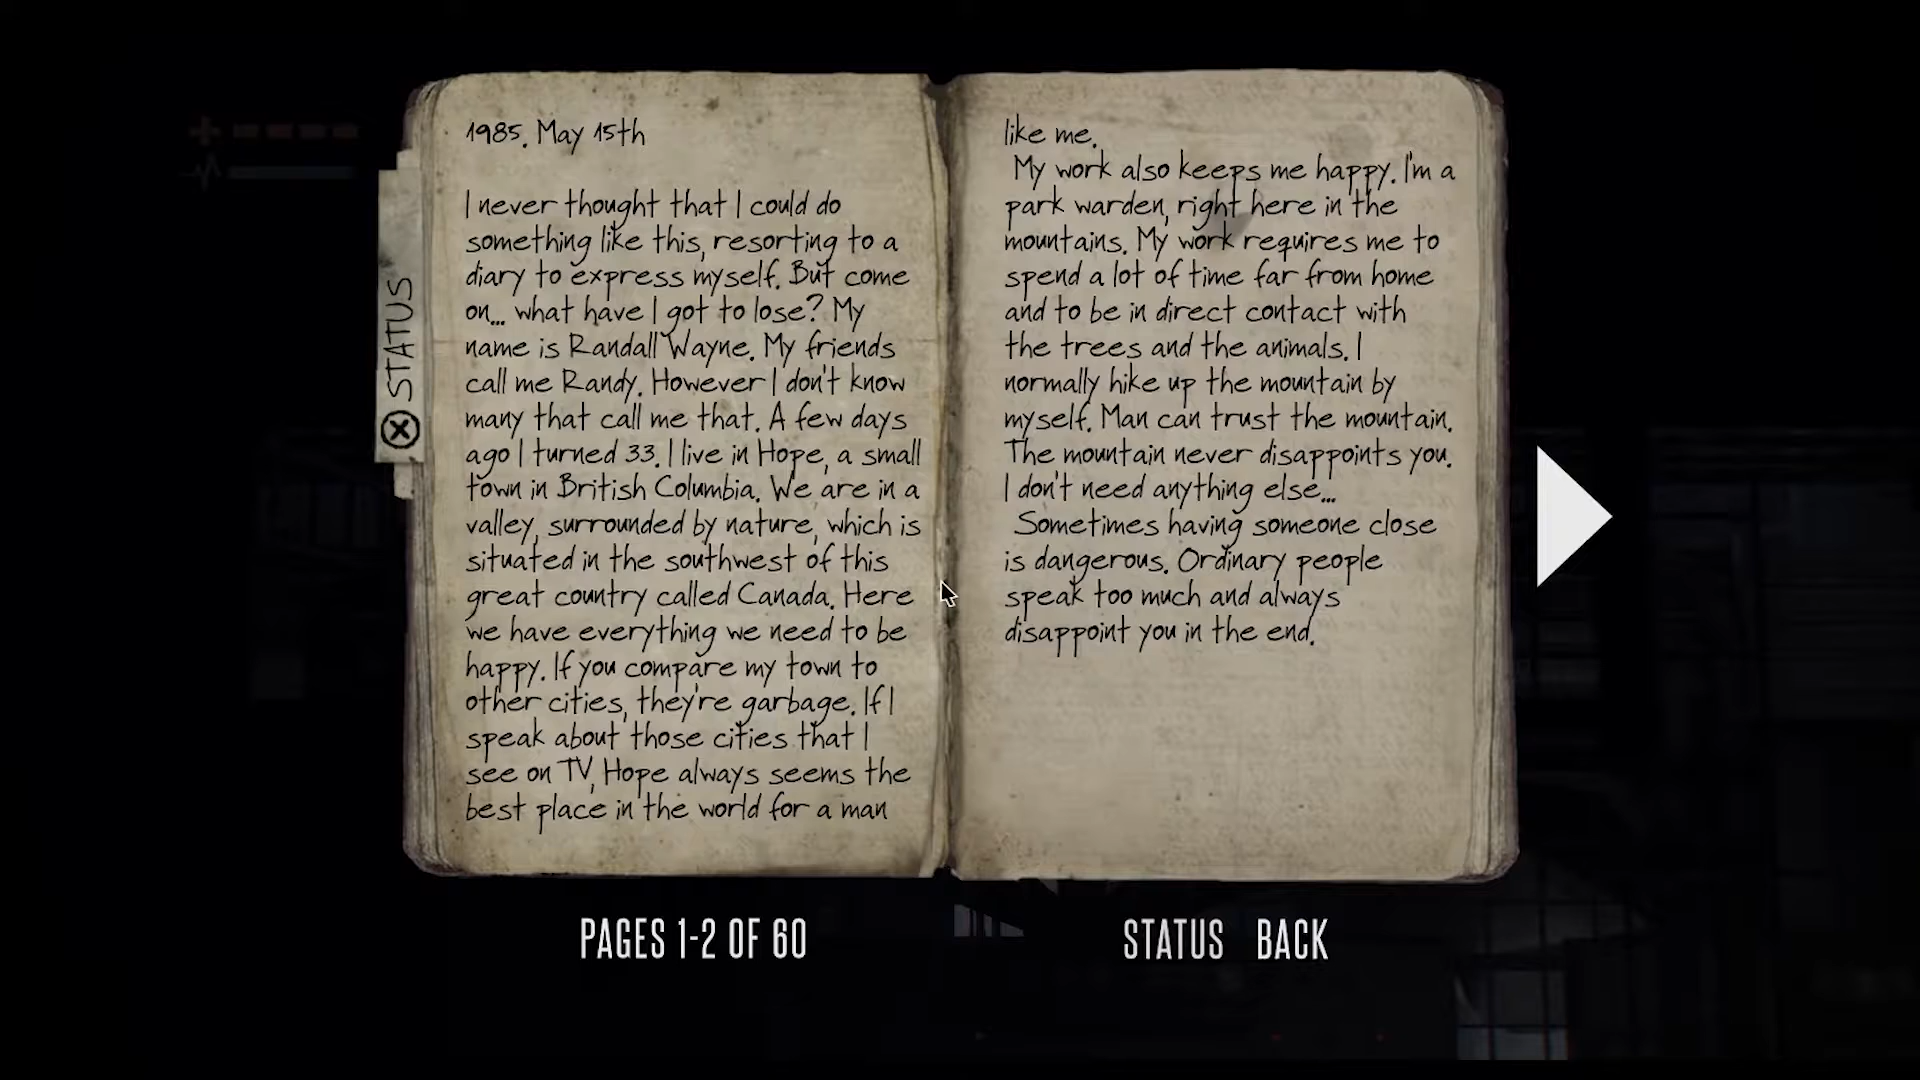 1985. May 15th
I never thought that I could do
something like this, resorting to a
diary to express myself. But come
on... what have I got to lose? My
name is Randall Wayne. My friends
call me Randy. However I don't know
many that call me that. A few days
ago I turned 33. I live in Hope, a small
town in British Columbia. We are in a
valley, surrounded by nature, which is
situated in the southwest of this
great country called Canada. Here
we have everything we need to be
happy. If you compare my town to
other cities, they're garbage. If I
speak about those cities that I
see on TV, Hope always seems the
best place in the world for a man
like me.
My work also keeps me happy. I'm a
park warden, right here in the
mountains. My work requires me to
spend a lot of time far from home
and to be in direct contact with
the trees and the animals. I
normally hike up the mountain by
myself. Man can trust the mountain.
The mountain never disappoints you.
I don't need anything else...
Sometimes having someone close
is dangerous. Ordinary people
speak too much and always
disappoint you in the end.
STATUS
PAGES 1-2 OF 60
STATUS BACK